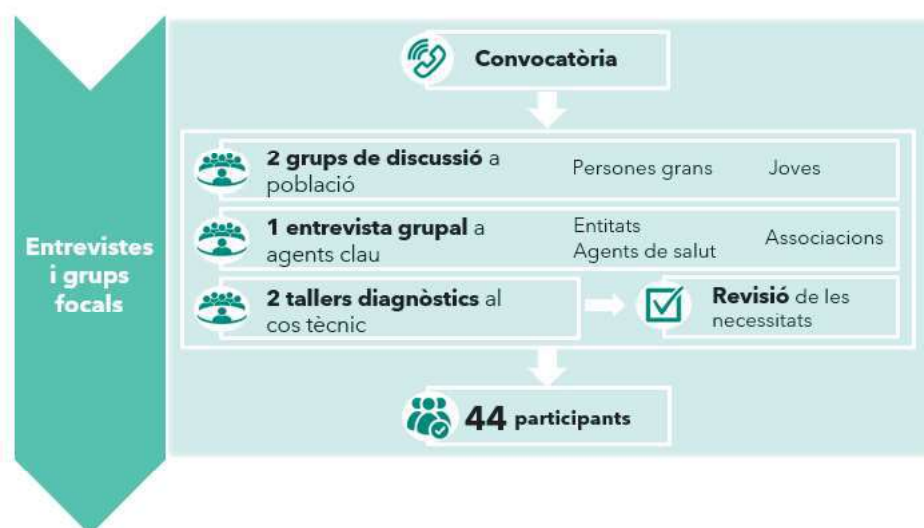 Convocatòria
2 grups de discussió a
població
Persones grans
Joves
1 entrevista grupal a
agents clau
Entitats
Agents de salut
Associacions
Entrevistes
i grups
focals
2 tallers diagnòstics al
cos tècnic
Revisió de les
necessitats
44 participants